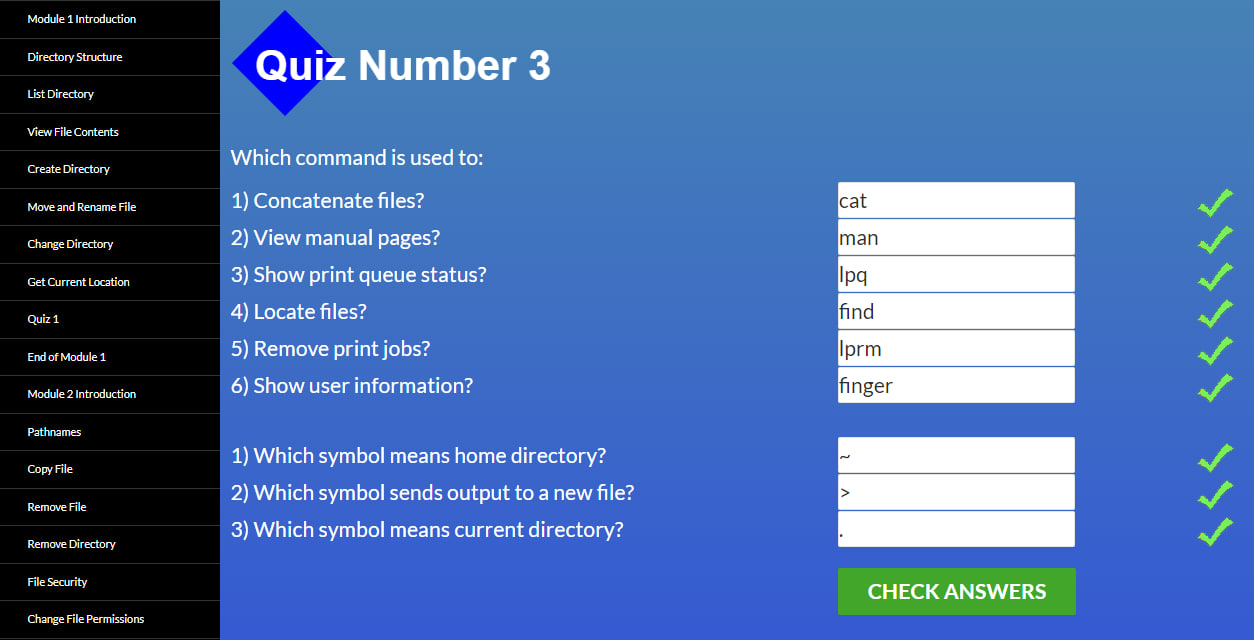 Module 1 Introduction
Directory Structure
List Directory
View File Contents
Create Directory
Move and Rename File
Change Directory
Get Current Location
Quiz 1
End of Module 1
Module 2 Introduction
Pathnames
Copy File
Remove File
Remove Directory
File Security
Change File Permissions
Quiz Number 3
Which command is used to:
1) Concatenate files? cat
2) View manual pages? man
3) Show print queue status? lpq
4) Locate files? find
5) Remove print jobs? lprm
6) Show user information? finger
1) Which symbol means home directory? ~
2) Which symbol sends output to a new file? >
3) Which symbol means current directory? .
CHECK ANSWERS